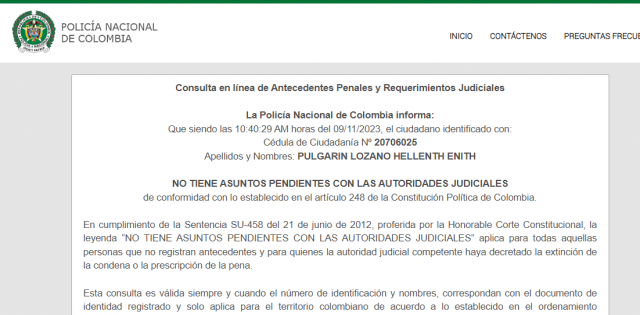 POLICÍA NACIONAL
DE COLOMBIA
INICIO CONTÁCTENOS PREGUNTAS FRECUE
Consulta en línea de Antecedentes Penales y Requerimientos Judiciales
La Policía Nacional de Colombia informa:
Que siendo las 10:40:29 AM horas del 09/11/2023, el ciudadano identificado con:
Cédula de Ciudadanía Nº 20706025
Apellidos y Nombres: PULGARIN LOZANO HELLENTH ENITH
NO TIENE ASUNTOS PENDIENTES CON LAS AUTORIDADES JUDICIALES
de conformidad con lo establecido en el artículo 248 de la Constitución Política de Colombia.
En cumplimiento de la Sentencia SU-458 del 21 de junio de 2012, proferida por la Honorable Corte Constitucional, la
leyenda "NO TIENE ASUNTOS PENDIENTES CON LAS AUTORIDADES JUDICIALES" aplica para todas aquellas
personas que no registran antecedentes y para quienes la autoridad judicial competente haya decretado la extinción de
la condena o la prescripción de la pena.
Esta consulta es válida siempre y cuando el número de identificación y nombres, correspondan con el documento de
identidad registrado y solo aplica para el territorio colombiano de acuerdo a lo establecido en el ordenamiento